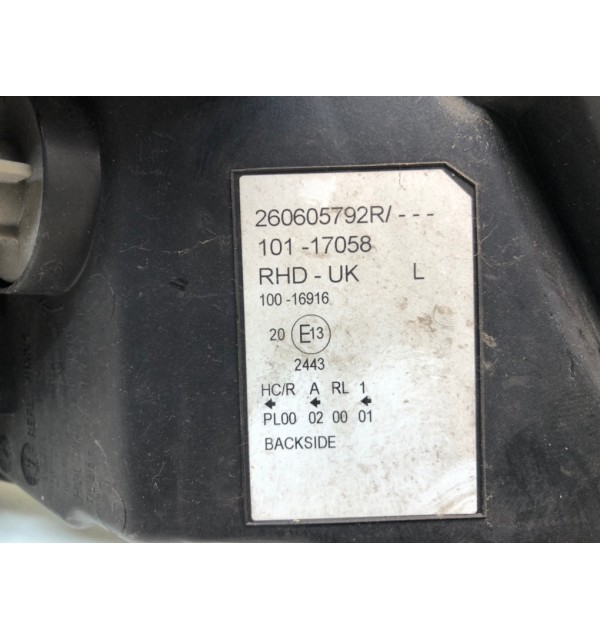 260605792R/ - - -
101 -17058
RHD - UK L
100 -16916
20 E13
2443
HC/R A RL 1
PL00 02 00 01
BACKSIDE